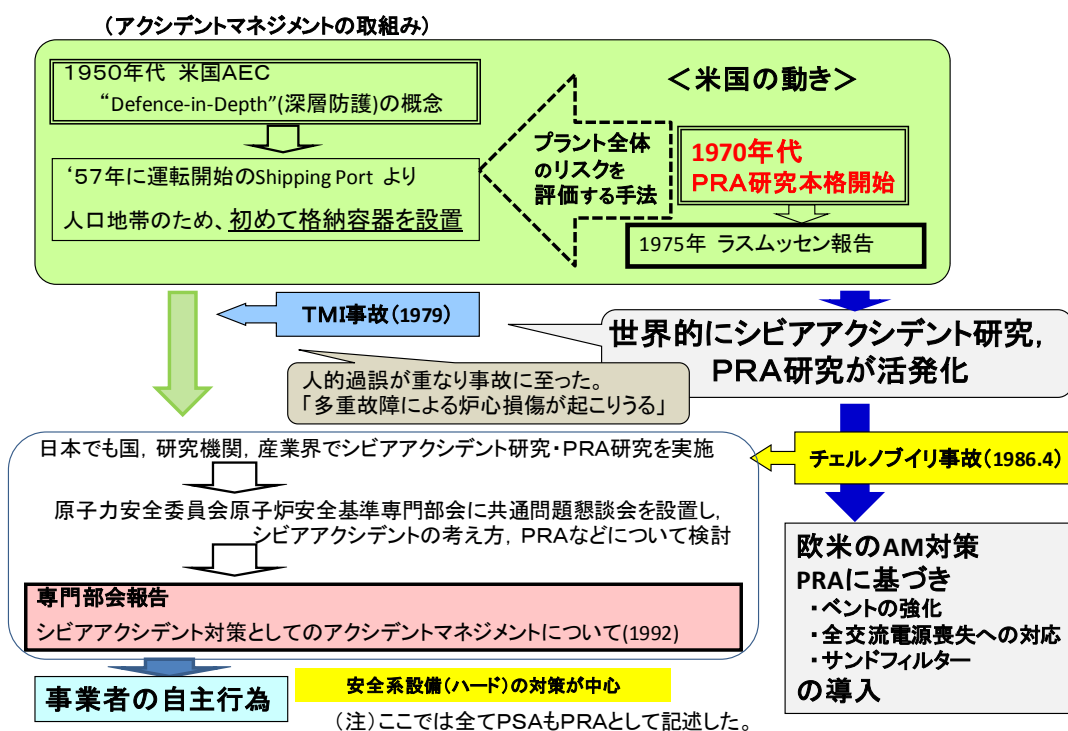 （アクシデントマネジメントの取組み）
1950年代 米国AEC
“Defence-in-Depth”(深層防護)の概念
＜米国の動き＞
プラント全体
のリスクを
評価する手法
1970年代
ＰＲＡ研究本格開始
‘57年に運転開始のShipping Port より
人口地帯のため、初めて格納容器を設置
1975年 ラスムッセン報告
ＴＭI事故（1979）
世界的にシビアアクシデント研究，
ＰＲＡ研究が活発化
人的過誤が重なり事故に至った。
「多重故障による炉心損傷が起こりうる」
日本でも国，研究機関，産業界でシビアアクシデント研究・ＰＲＡ研究を実施
チェルノブイリ事故（1986.4）
原子力安全委員会原子炉安全基準専門部会に共通問題懇談会を設置し，
シビアアクシデントの考え方，ＰＲＡなどについて検討
専門部会報告
シビアアクシデント対策としてのアクシデントマネジメントについて(1992)
欧米のAM対策
PRAに基づき
・ベントの強化
・全交流電源喪失への対応
・サンドフィルター
の導入
事業者の自主行為
安全系設備（ハード）の対策が中心
（注）ここでは全てＰＳＡもＰＲＡとして記述した。